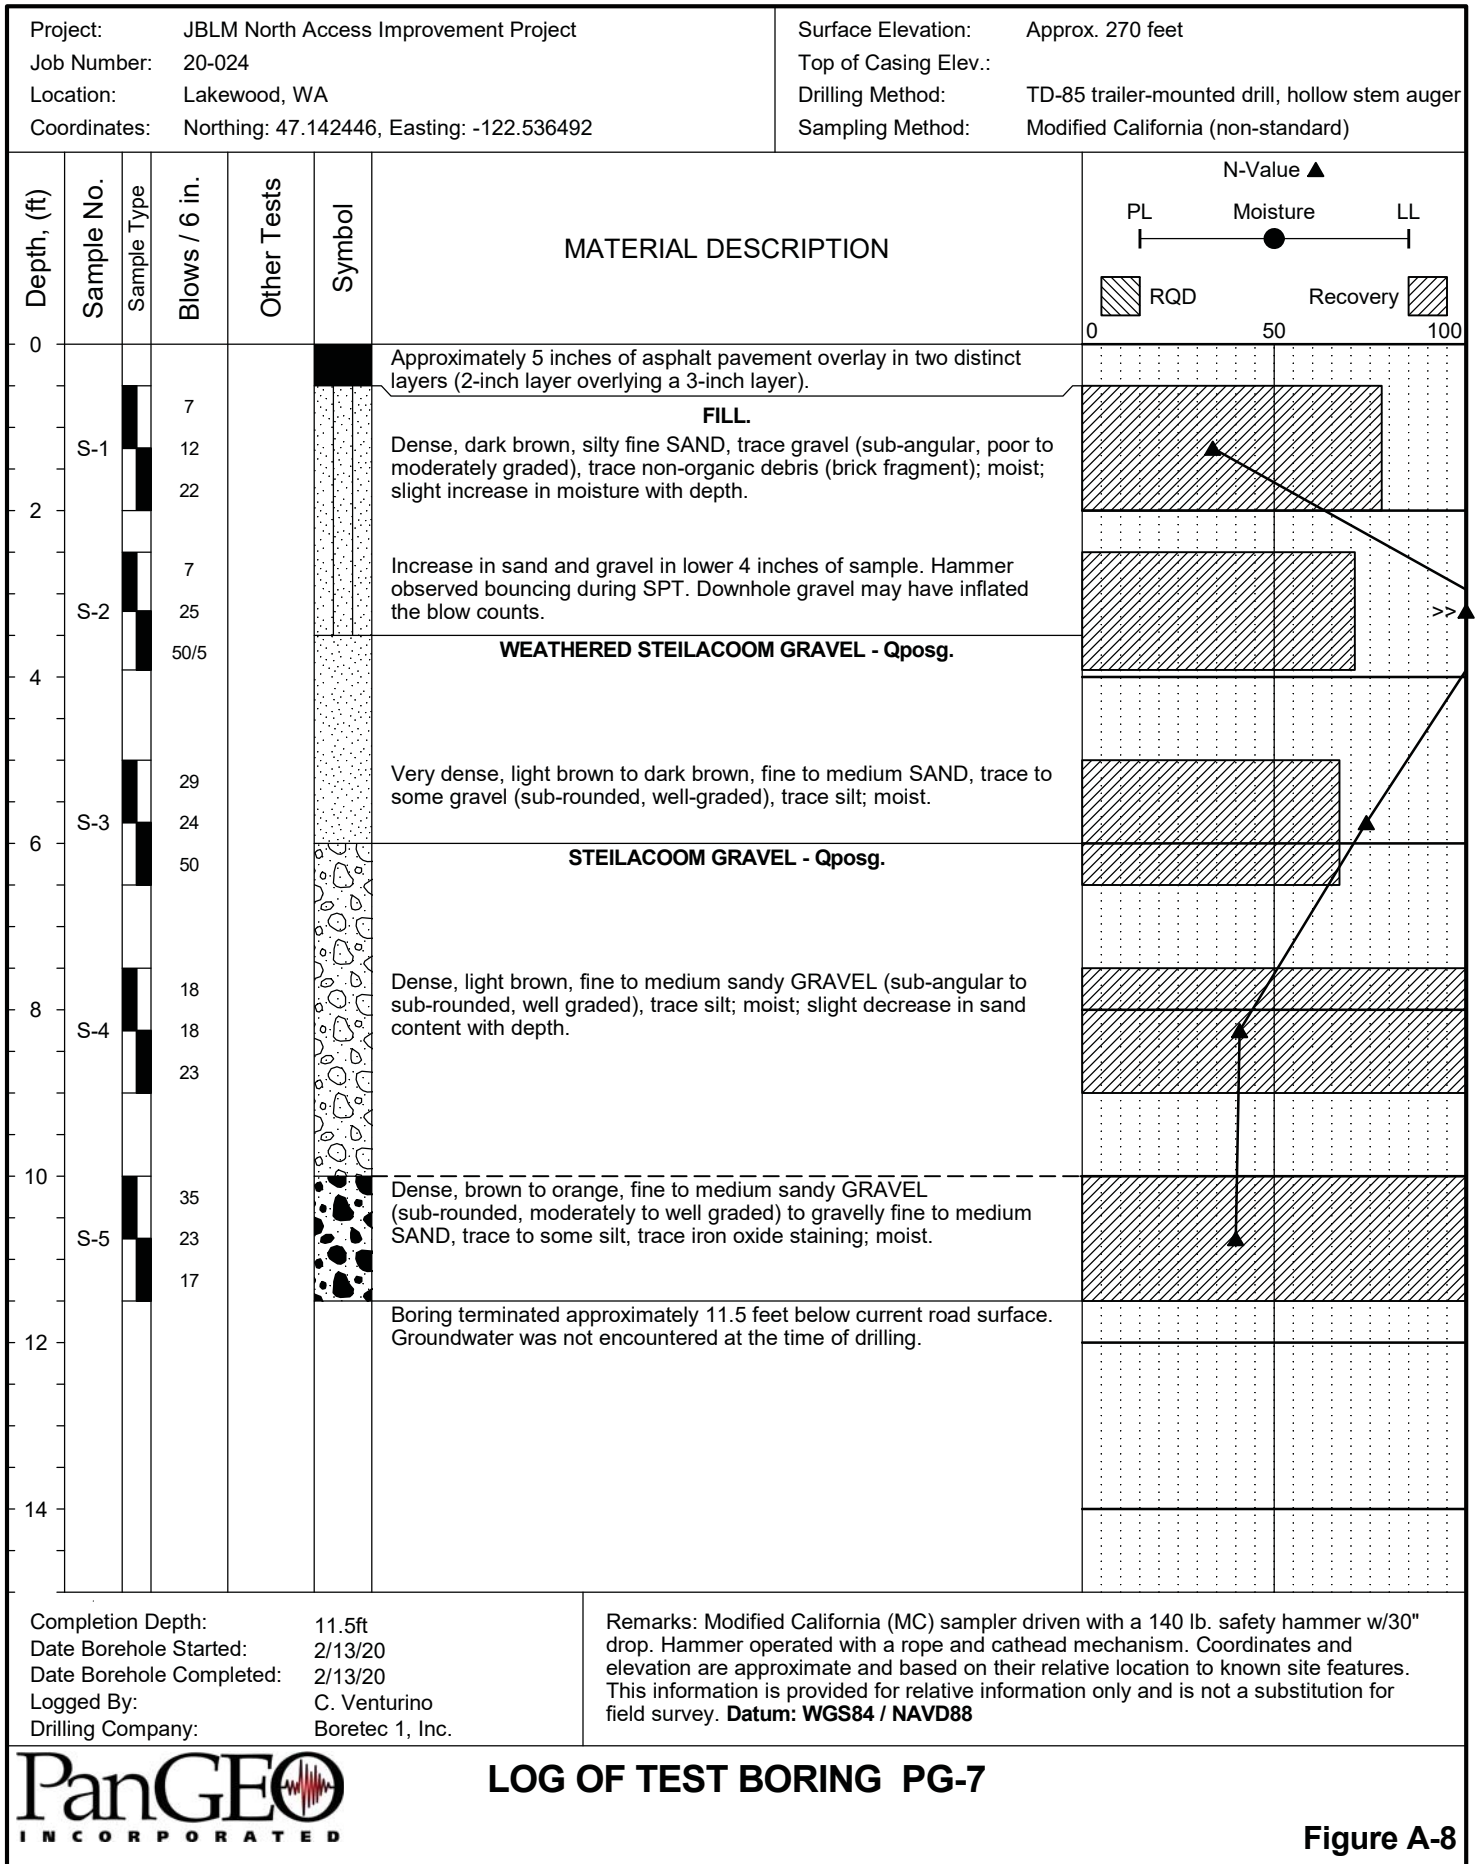 Project: JBLM North Access Improvement Project
Job Number: 20-024
Location: Lakewood, WA
Coordinates: Northing: 47.142446, Easting: -122.536492
Surface Elevation: Approx. 270 feet
Top of Casing Elev.:
Drilling Method: TD-85 trailer-mounted drill, hollow stem auger
Sampling Method: Modified California (non-standard)
Depth, (ft)
Sample No.
Sample Type
Blows / 6 in.
Other Tests
Symbol
MATERIAL DESCRIPTION
N-Value ▲
PL Moisture LL
RQD Recovery
0 50 100
0
Approximately 5 inches of asphalt pavement overlay in two distinct
layers (2-inch layer overlying a 3-inch layer).
7
FILL.
S-1 12
Dense, dark brown, silty fine SAND, trace gravel (sub-angular, poor to
moderately graded), trace non-organic debris (brick fragment); moist;
slight increase in moisture with depth.
22
2
7
Increase in sand and gravel in lower 4 inches of sample. Hammer
observed bouncing during SPT. Downhole gravel may have inflated
the blow counts.
S-2 25
>>
50/5
WEATHERED STEILACOOM GRAVEL - Qposg.
4
29
Very dense, light brown to dark brown, fine to medium SAND, trace to
some gravel (sub-rounded, well-graded), trace silt; moist.
S-3 24
6
50
STEILACOOM GRAVEL - Qposg.
18
Dense, light brown, fine to medium sandy GRAVEL (sub-angular to
sub-rounded, well graded), trace silt; moist; slight decrease in sand
content with depth.
8
S-4 18
23
10
35
Dense, brown to orange, fine to medium sandy GRAVEL
(sub-rounded, moderately to well graded) to gravelly fine to medium
SAND, trace to some silt, trace iron oxide staining; moist.
S-5 23
17
Boring terminated approximately 11.5 feet below current road surface.
Groundwater was not encountered at the time of drilling.
12
14
Completion Depth: 11.5ft
Date Borehole Started: 2/13/20
Date Borehole Completed: 2/13/20
Logged By: C. Venturino
Drilling Company: Boretec 1, Inc.
Remarks: Modified California (MC) sampler driven with a 140 lb. safety hammer w/30"
drop. Hammer operated with a rope and cathead mechanism. Coordinates and
elevation are approximate and based on their relative location to known site features.
This information is provided for relative information only and is not a substitution for
field survey. Datum: WGS84 / NAVD88
PanGEO
INCORPORATED
LOG OF TEST BORING PG-7
Figure A-8